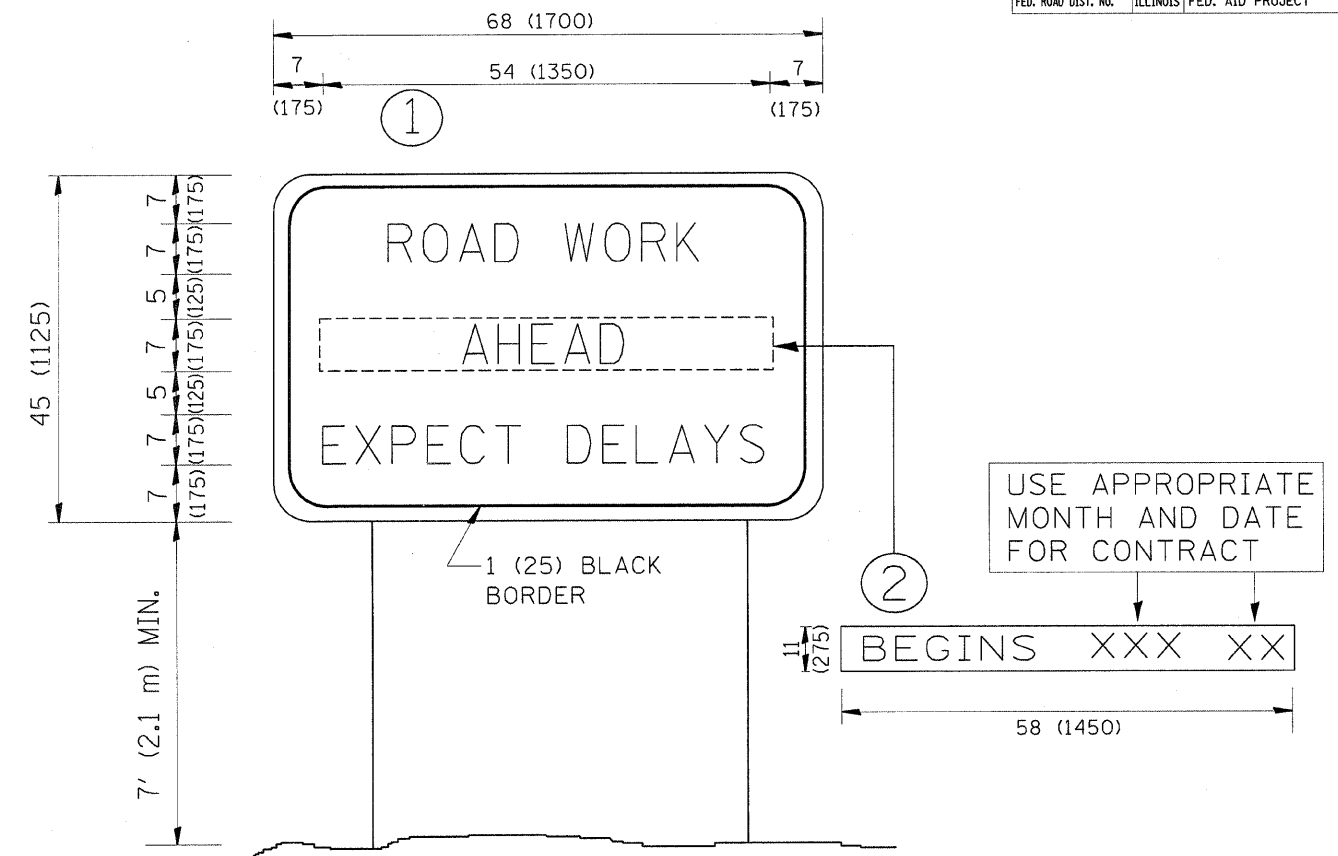 FED. ROAD DIST. NO. ILLINOIS FED. AID PROJECT
68 (1700)
7 54 (1350) 7
(175) (175)
1
7 (175)
7 (175)
5 (125)
7 (175)
5 (125)
7 (175)
7 (175)
45 (1125)
ROAD WORK
AHEAD
EXPECT DELAYS
1 (25) BLACK
BORDER
7' (2.1 m) MIN.
2
USE APPROPRIATE
MONTH AND DATE
FOR CONTRACT
11
(275)
BEGINS XXX XX
58 (1450)